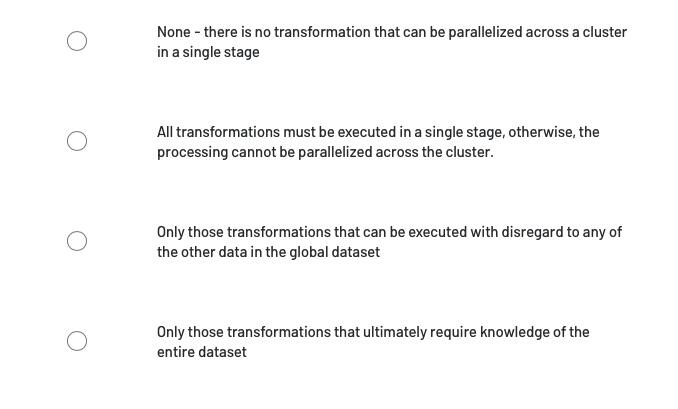 None - there is no transformation that can be parallelized across a cluster
in a single stage
All transformations must be executed in a single stage, otherwise, the
processing cannot be parallelized across the cluster.
Only those transformations that can be executed with disregard to any of
the other data in the global dataset
Only those transformations that ultimately require knowledge of the
entire dataset